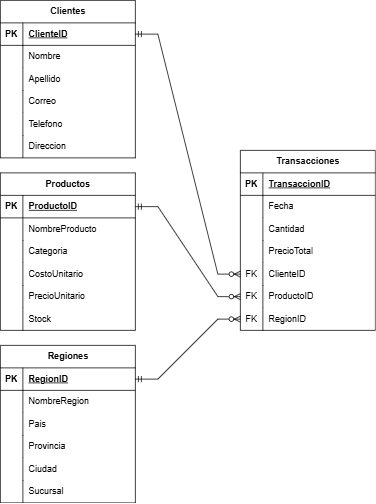 Clientes
PK ClienteID
Nombre
Apellido
Correo
Telefono
Direccion
Productos
PK ProductoID
NombreProducto
Categoria
CostoUnitario
PrecioUnitario
Stock
Regiones
PK RegionID
NombreRegion
Pais
Provincia
Ciudad
Sucursal
Transacciones
PK TransaccionID
Fecha
Cantidad
PrecioTotal
FK ClienteID
FK ProductoID
FK RegionID